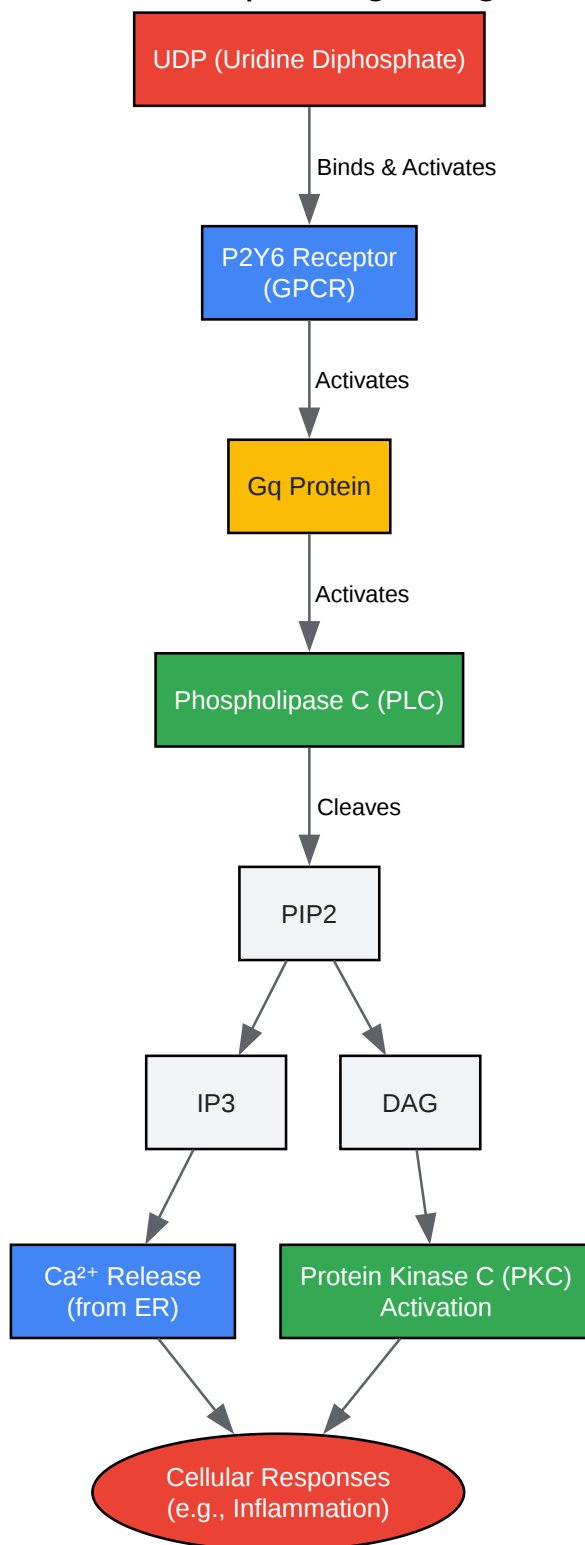 UDP (Uridine Diphosphate)
Binds & Activates
P2Y6 Receptor
(GPCR)
Activates
Gq Protein
Activates
Phospholipase C (PLC)
Cleaves
PIP2
IP3
DAG
Ca²⁺ Release
(from ER)
Protein Kinase C (PKC)
Activation
Cellular Responses
(e.g., Inflammation)